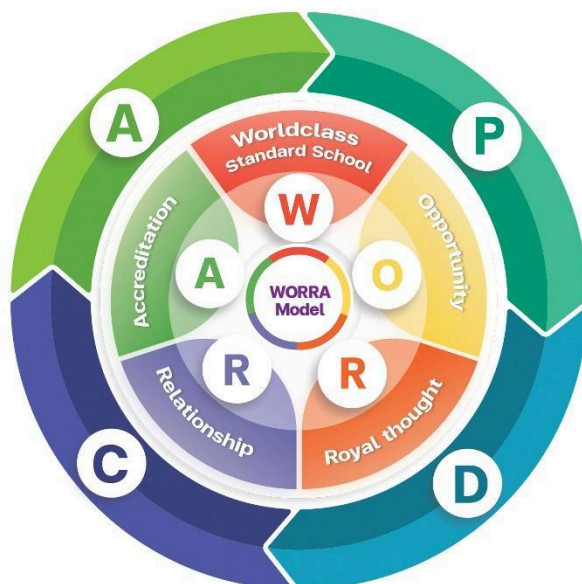 A
P
Worldclass
Standard School
W
Accreditation
A
Opportunity
O
WORRA
Model
Relationship
R
Royal thought
R
C
D